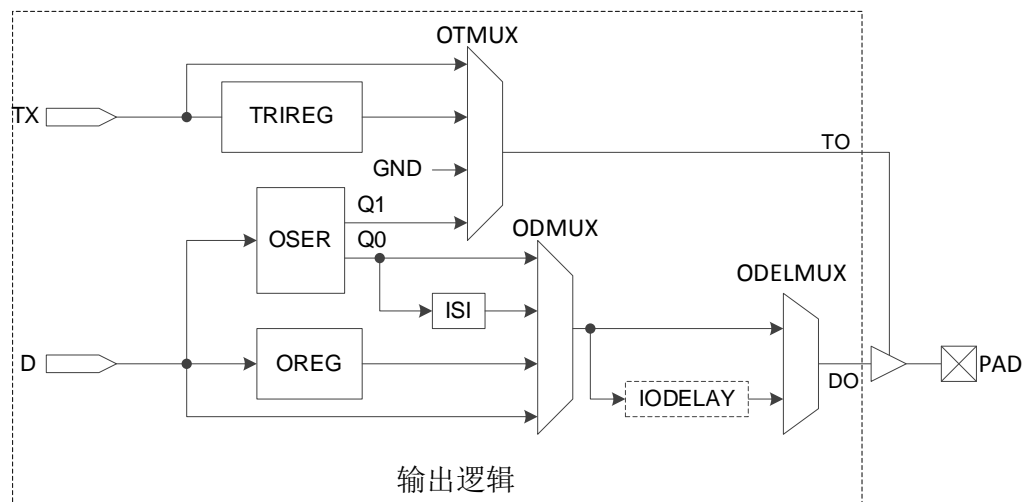 OTMUX
TX
TRIREG
TO
GND
Q1
OSER
Q0
ODMUX
ODELMUX
ISI
D
OREG
DO
PAD
IODELAY
输出逻辑